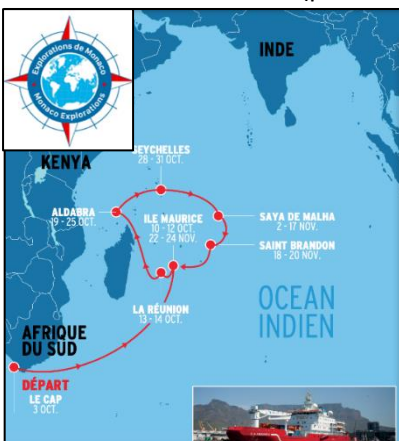 Explorations de Monaco
Monaco Explorations
INDE
KENYA
SEYCHELLES
28 - 31 OCT.
ALDABRA
19 - 25 OCT.
ILE MAURICE
10 - 12 OCT.
22 - 24 NOV.
SAYA DE MALHA
2 - 17 NOV.
SAINT BRANDON
18 - 20 NOV.
LA RÉUNION
13 - 14 OCT.
OCEAN
INDIEN
AFRIQUE
DU SUD
DÉPART
LE CAP
3 OCT.